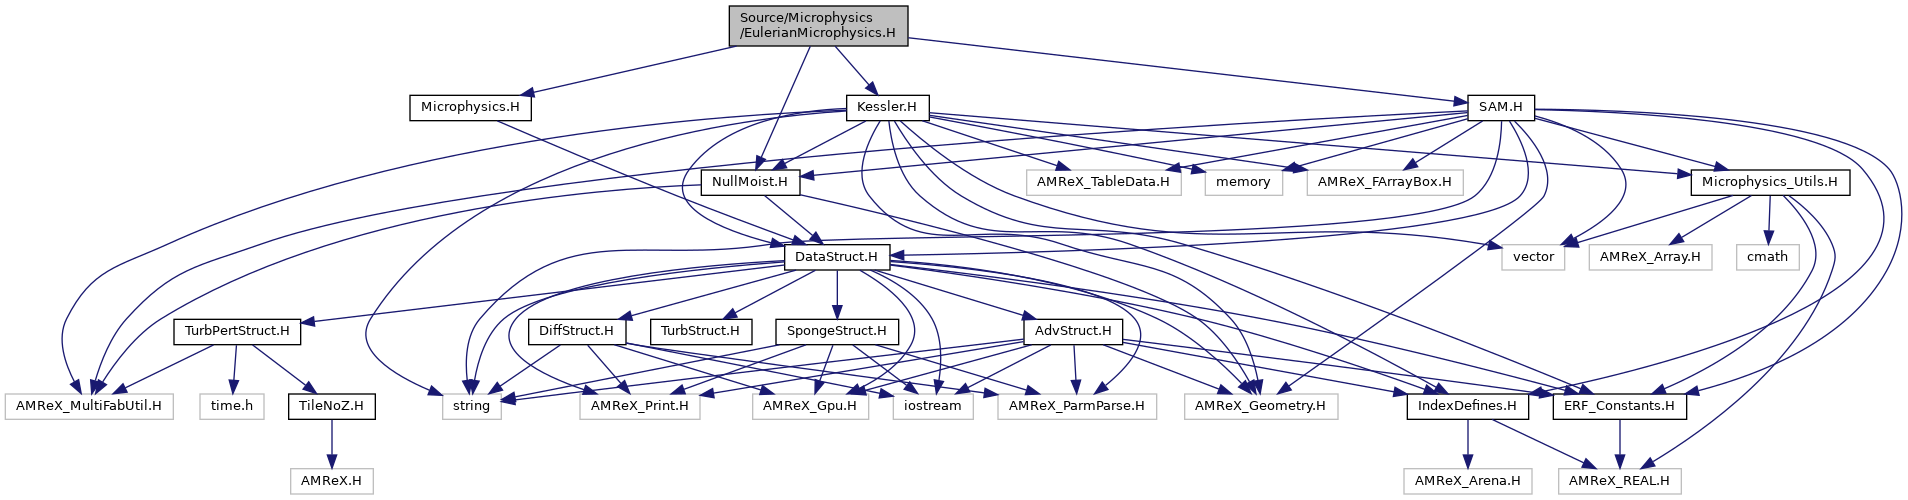 Source/Microphysics
/EulerianMicrophysics.H
Microphysics.H
Kessler.H
SAM.H
NullMoist.H
AMReX_TableData.H
memory
AMReX_FArrayBox.H
Microphysics_Utils.H
DataStruct.H
vector
AMReX_Array.H
cmath
TurbPertStruct.H
DiffStruct.H
TurbStruct.H
SpongeStruct.H
AdvStruct.H
AMReX_MultiFabUtil.H
time.h
TileNoZ.H
string
AMReX_Print.H
AMReX_Gpu.H
iostream
AMReX_ParmParse.H
AMReX_Geometry.H
IndexDefines.H
ERF_Constants.H
AMReX.H
AMReX_Arena.H
AMReX_REAL.H